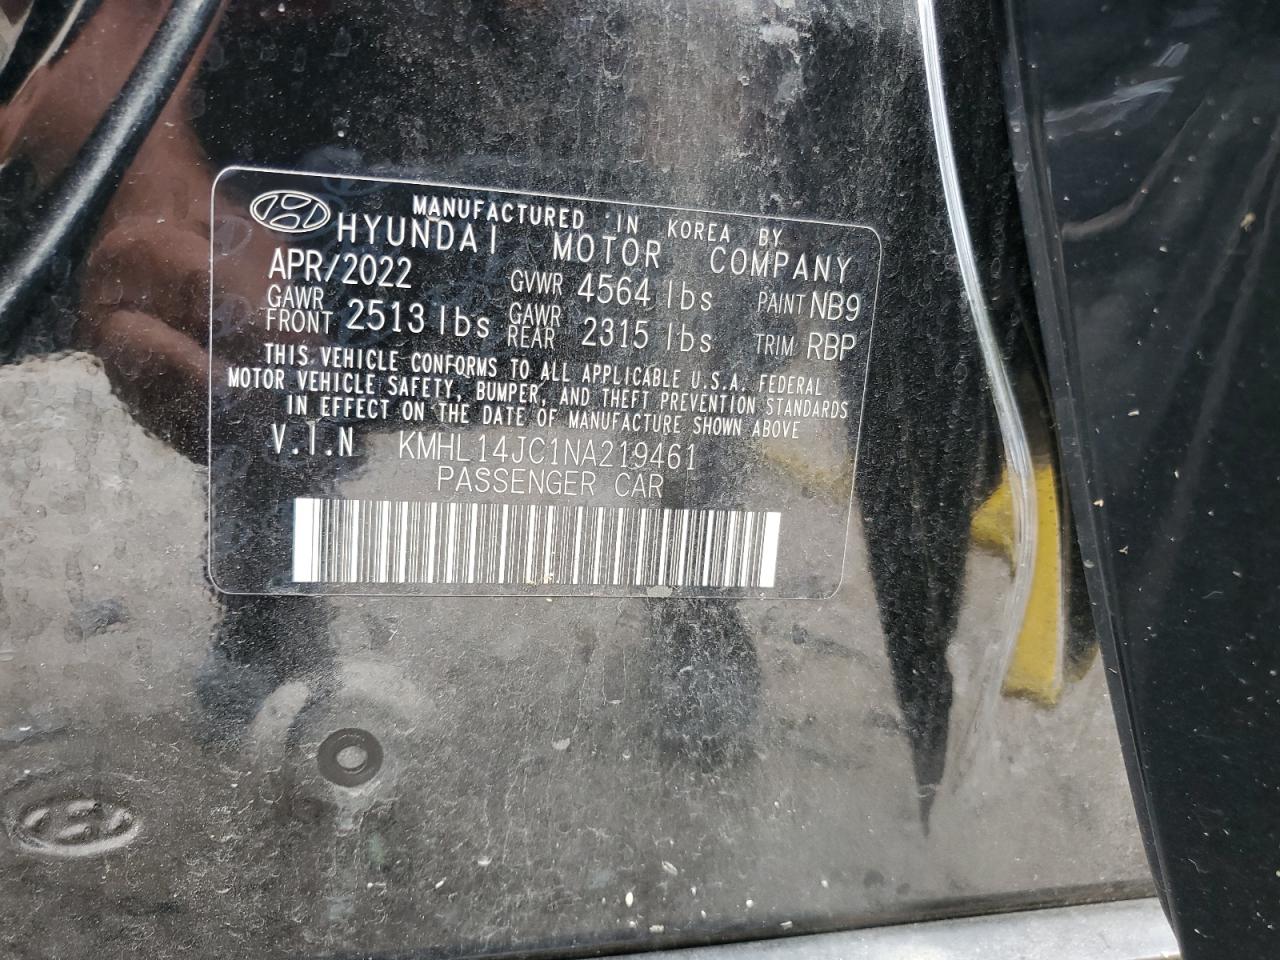 MANUFACTURED IN KOREA BY
HYUNDAI MOTOR COMPANY
APR/2022 GVWR 4564 lbs PAINT NB9
GAWR FRONT 2513 lbs GAWR REAR 2315 lbs TRIM RBP
THIS VEHICLE CONFORMS TO ALL APPLICABLE U.S.A. FEDERAL
MOTOR VEHICLE SAFETY, BUMPER, AND THEFT PREVENTION STANDARDS
IN EFFECT ON THE DATE OF MANUFACTURE SHOWN ABOVE
V.I.N KMHL14JC1NA219461
PASSENGER CAR